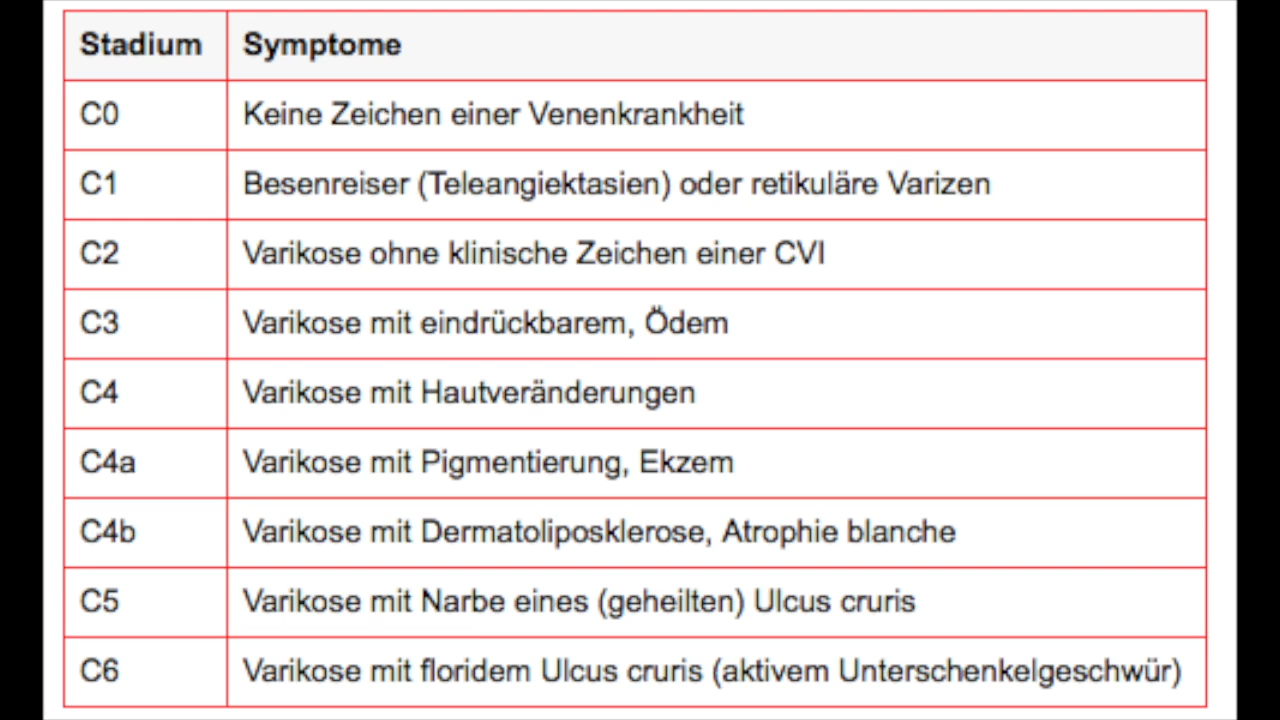 Stadium Symptome
C0 Keine Zeichen einer Venenkrankheit
C1 Besenreiser (Teleangiektasien) oder retikuläre Varizen
C2 Varikose ohne klinische Zeichen einer CVI
C3 Varikose mit eindrückbarem, Ödem
C4 Varikose mit Hautveränderungen
C4a Varikose mit Pigmentierung, Ekzem
C4b Varikose mit Dermatoliposklerose, Atrophie blanche
C5 Varikose mit Narbe eines (geheilten) Ulcus cruris
C6 Varikose mit floridem Ulcus cruris (aktivem Unterschenkelgeschwür)